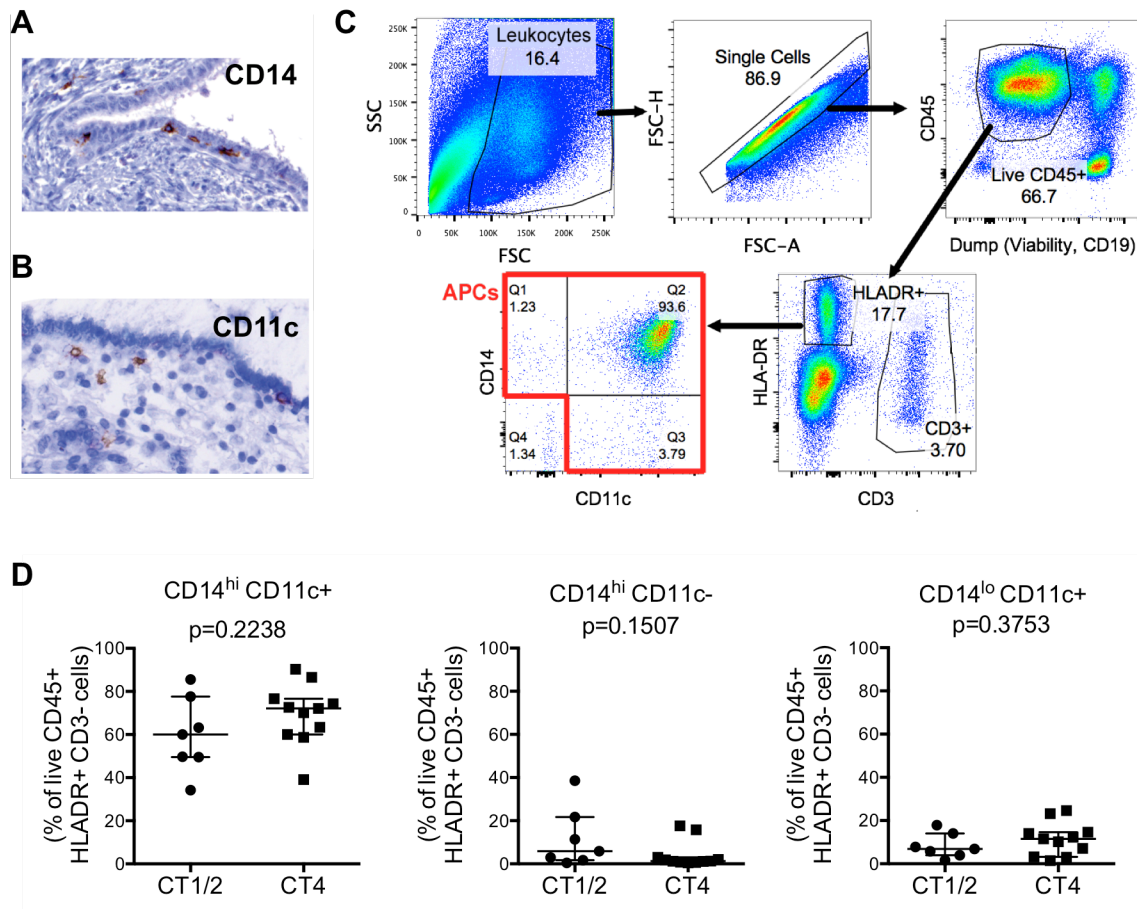 A
CD14
B
CD11c
C
250K
200K
150K
100K
50K
0
SSC
Leukocytes
16.4
0
50K
100K
150K
200K
250K
FSC
FSC-H
Single Cells
86.9
FSC-A
CD45
Live CD45+
66.7
Dump (Viability, CD19)
HLA-DR
HLADR+
17.7
CD3+
3.70
CD3
APCs
Q1
1.23
Q2
93.6
Q4
1.34
Q3
3.79
CD14
CD11c
D
CD14hi CD11c+
p=0.2238
(% of live CD45+
HLADR+ CD3- cells)
100
80
60
40
20
0
CT1/2
CT4
CD14hi CD11c-
p=0.1507
(% of live CD45+
HLADR+ CD3- cells)
100
80
60
40
20
0
CT1/2
CT4
CD14lo CD11c+
p=0.3753
(% of live CD45+
HLADR+ CD3- cells)
100
80
60
40
20
0
CT1/2
CT4